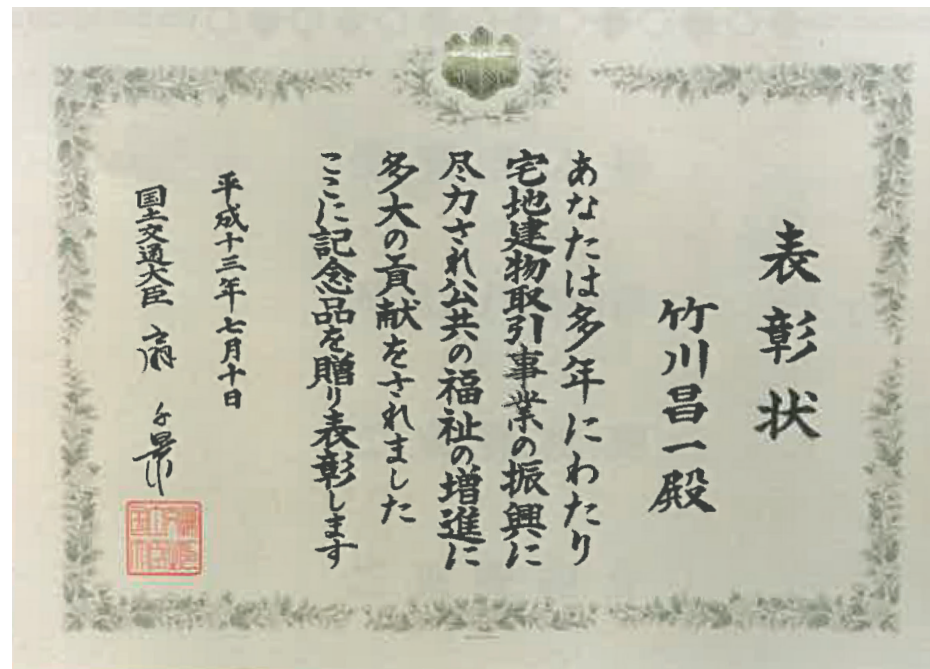 表彰状
竹川昌一殿
あなたは多年にわたり
宅地建物取引事業の振興に
尽力され公共の福祉の増進に
多大の貢献をされました
ここに記念品を贈り表彰します
平成十三年七月十日
国土交通大臣 扇 千景